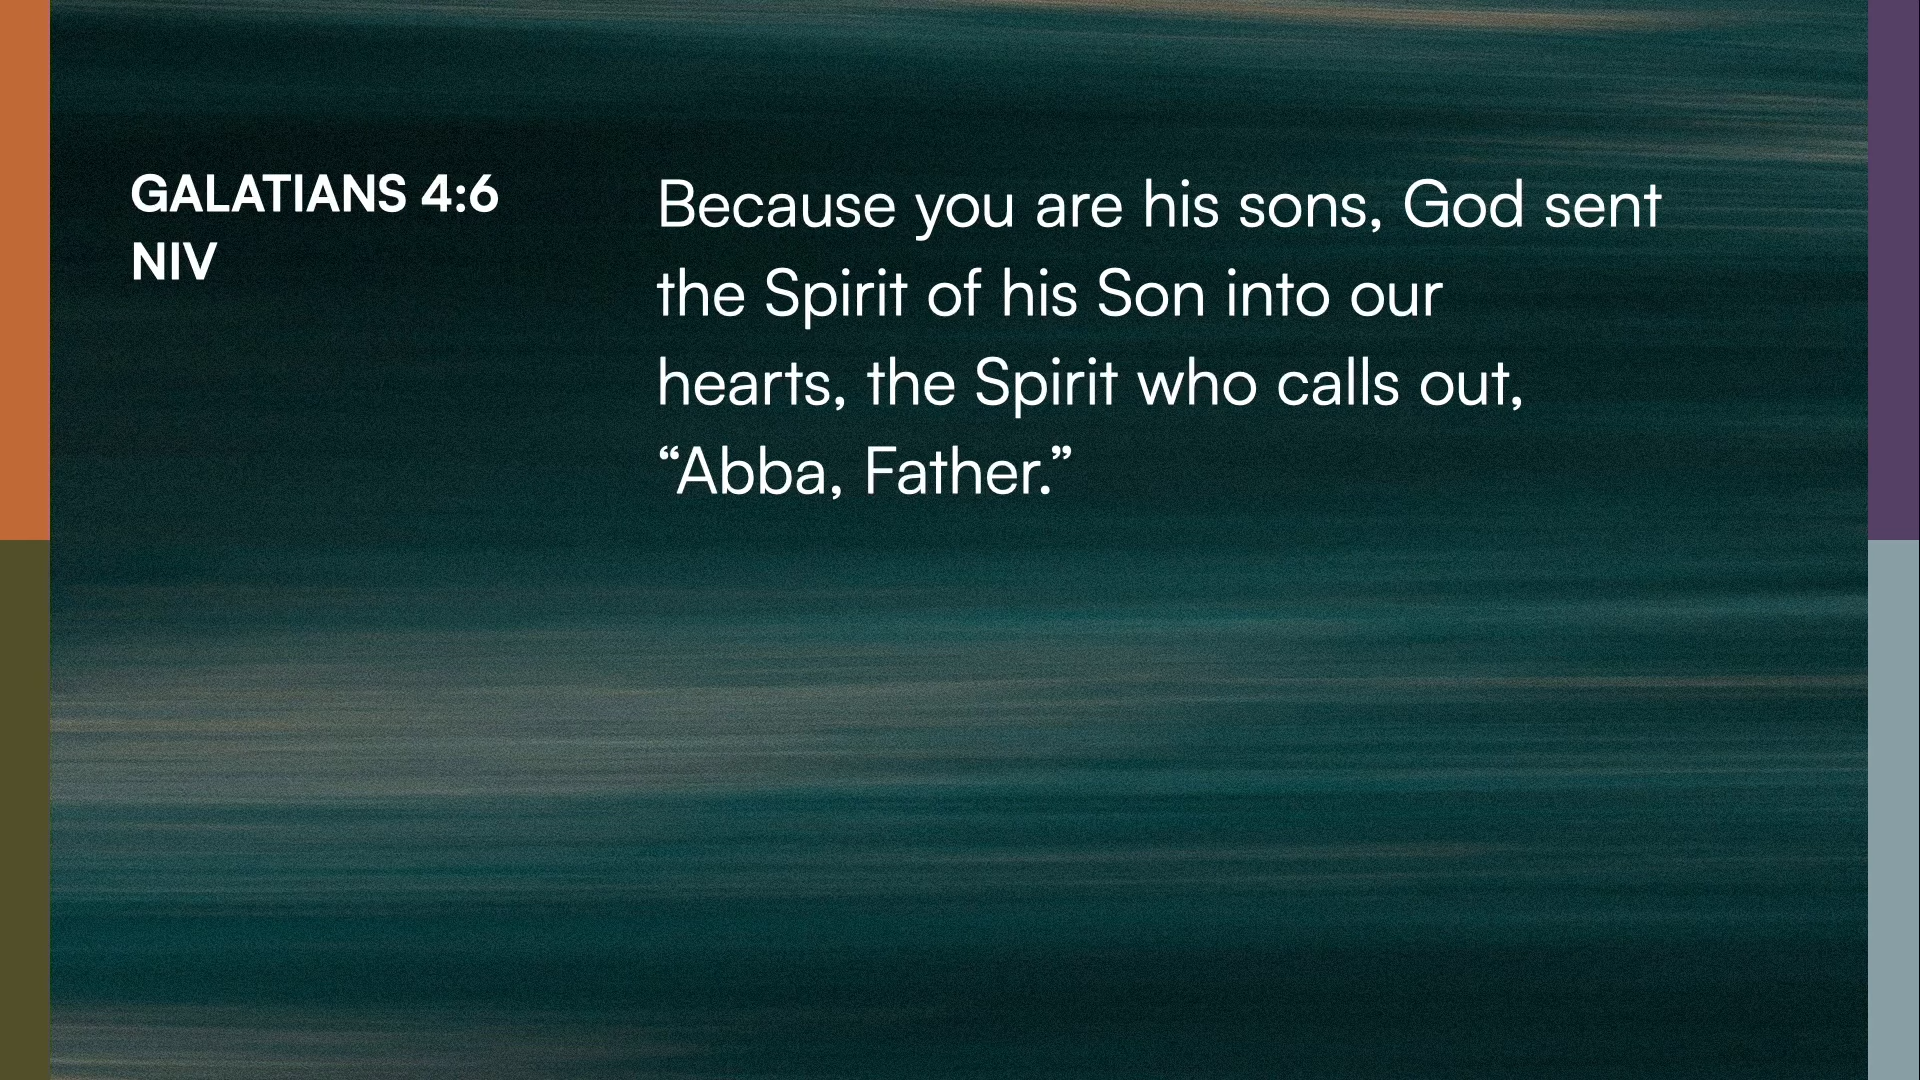 GALATIANS 4:6
NIV
Because you are his sons, God sent
the Spirit of his Son into our
hearts, the Spirit who calls out,
“Abba, Father.”